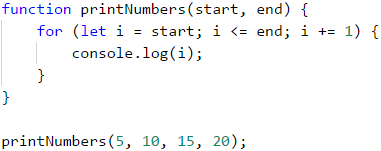 function printNumbers(start, end) {
    for (let i = start; i <= end; i += 1) {
        console.log(i);
    }
}

printNumbers(5, 10, 15, 20);